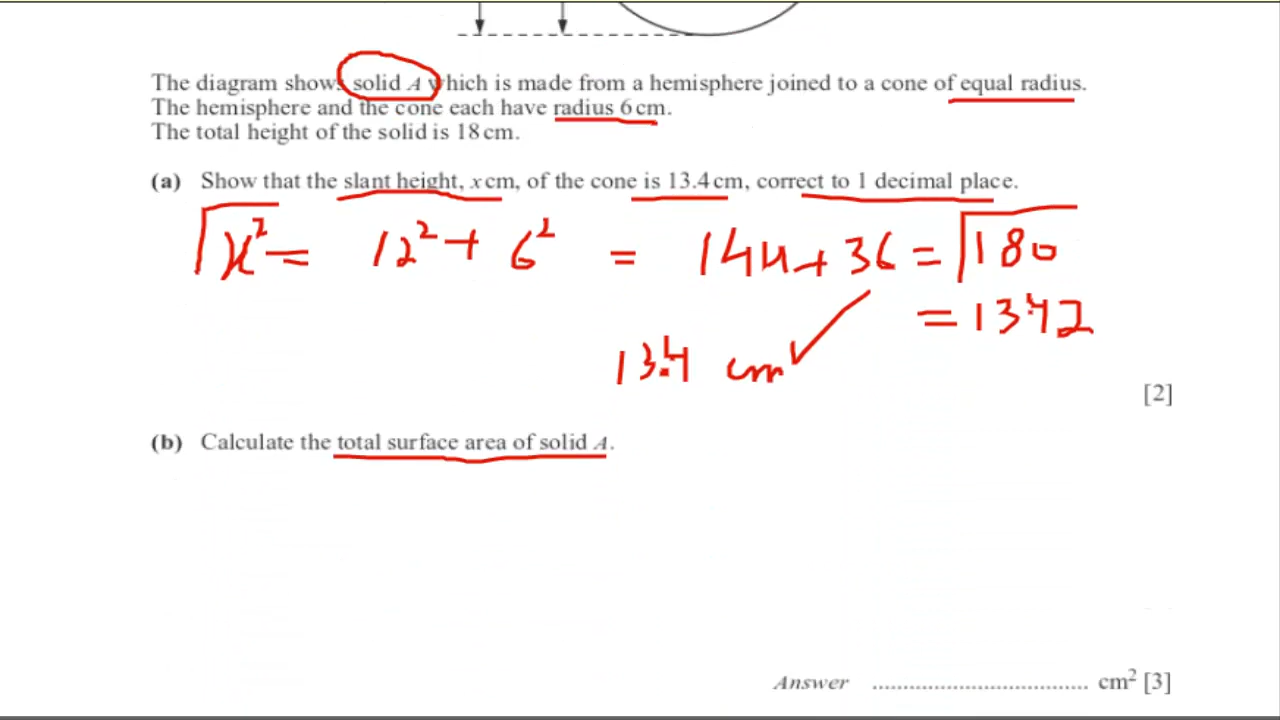 The diagram shows solid A which is made from a hemisphere joined to a cone of equal radius.
The hemisphere and the cone each have radius 6 cm.
The total height of the solid is 18 cm.
(a) Show that the slant height, x cm, of the cone is 13.4 cm, correct to 1 decimal place.
√x² = 12² + 6² = 144 + 36 = √180
= 13.42
13.4 cm ✓
[2]
(b) Calculate the total surface area of solid A.
Answer .................................... cm² [3]